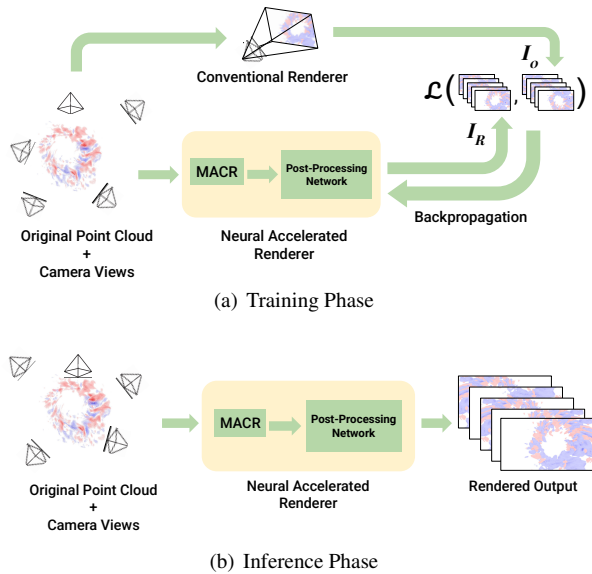 Conventional Renderer
I_o
ℒ( , )
I_R
MACR
Post-Processing
Network
Backpropagation
Original Point Cloud
+
Camera Views
Neural Accelerated
Renderer
(a) Training Phase
MACR
Post-Processing
Network
Original Point Cloud
+
Camera Views
Neural Accelerated
Renderer
Rendered Output
(b) Inference Phase